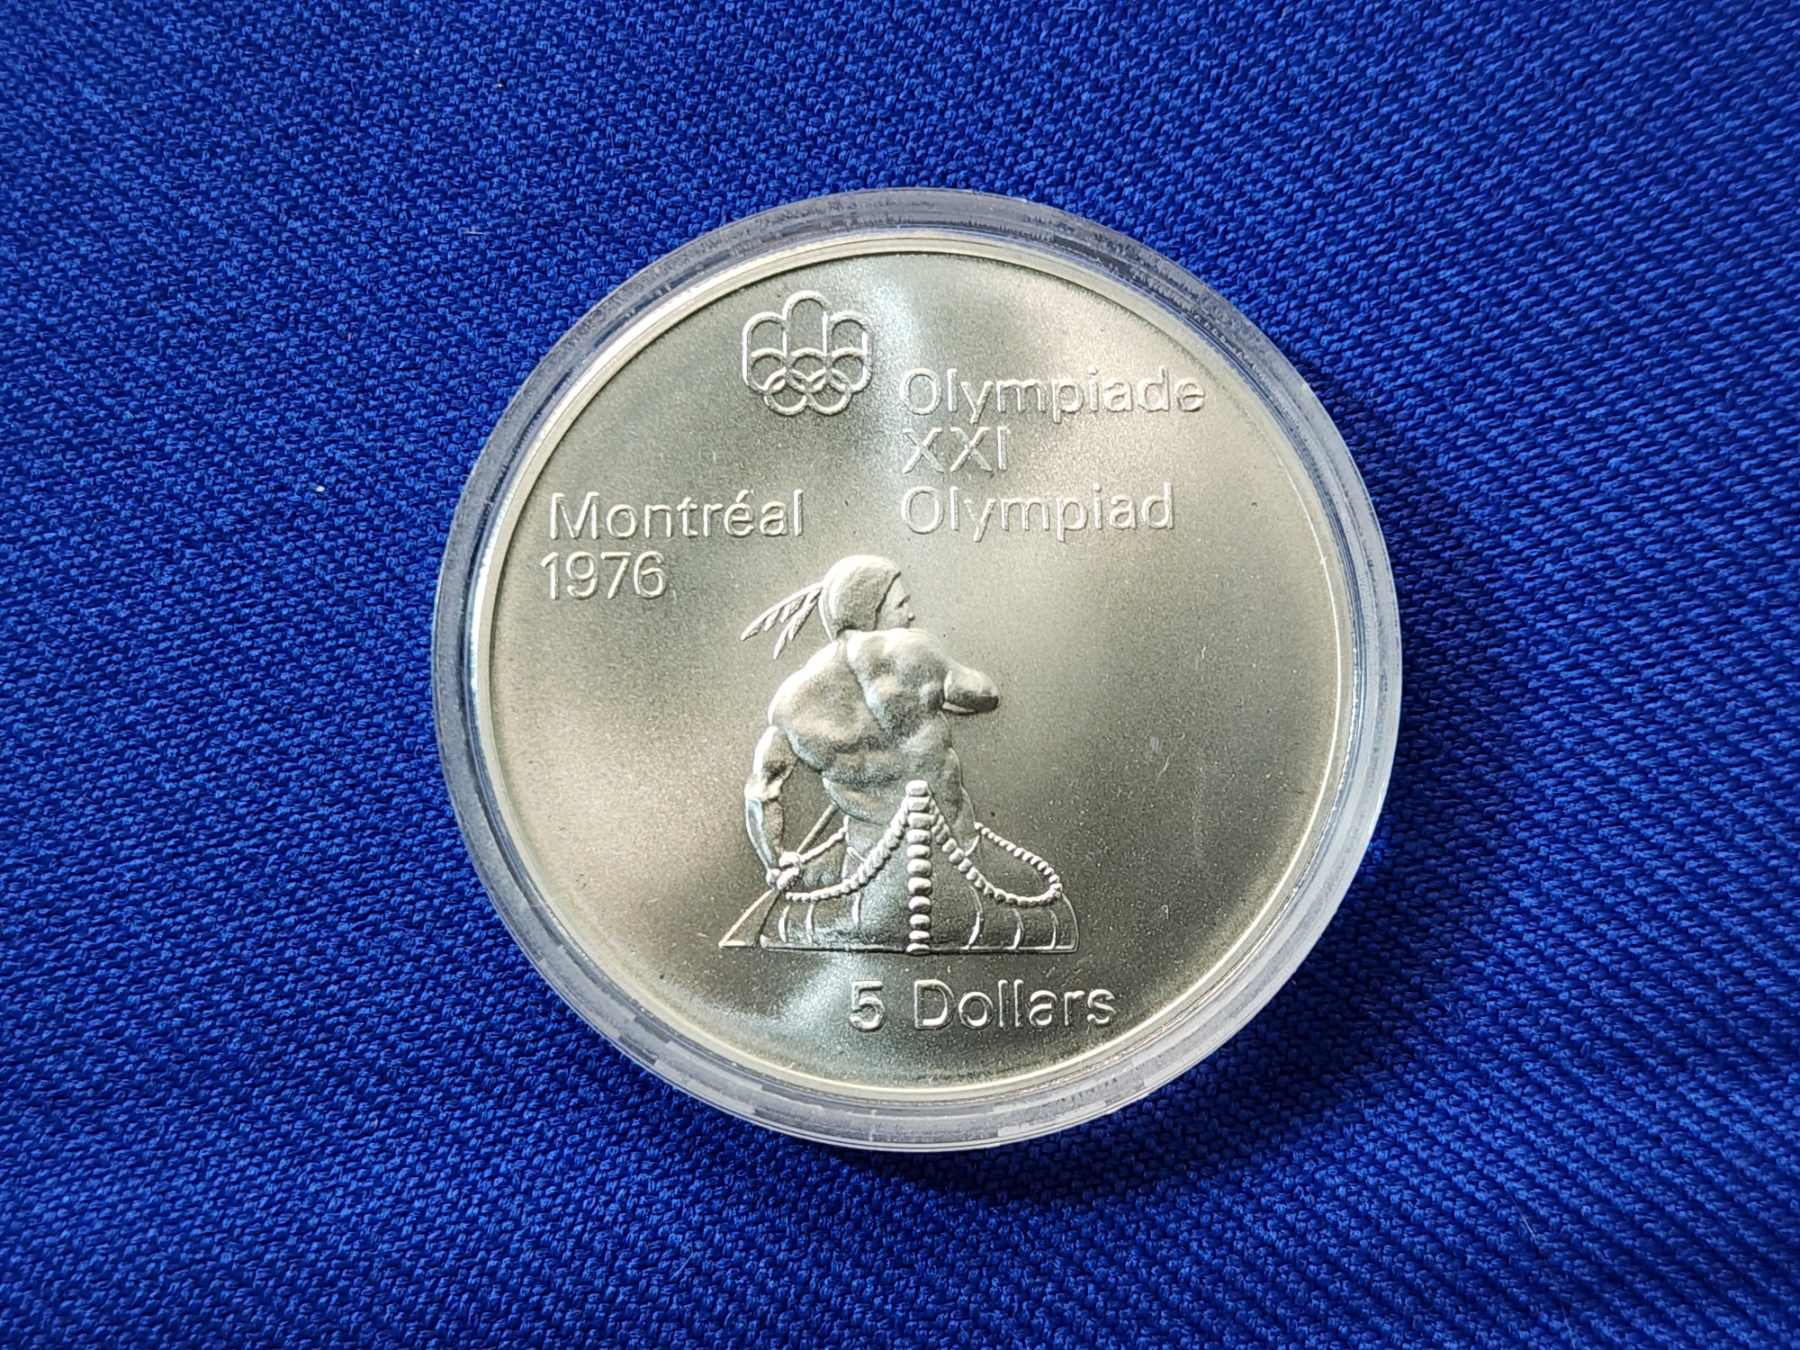 Olympiade
XXI
Olympiad
Montréal
1976
5 Dollars